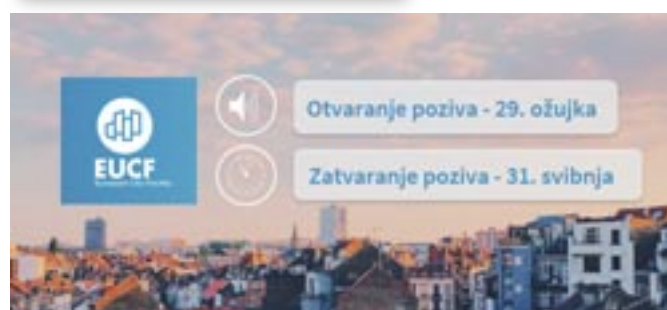 Otvaranje poziva - 29. ožujka
EUCF
Zatvaranje poziva - 31. svibnja